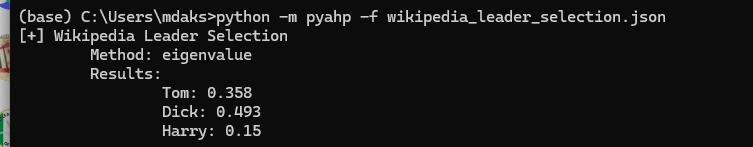 (base) C:\Users\mdaks>python -m pyahp -f wikipedia_leader_selection.json
[+] Wikipedia Leader Selection
Method: eigenvalue
Results:
Tom: 0.358
Dick: 0.493
Harry: 0.15